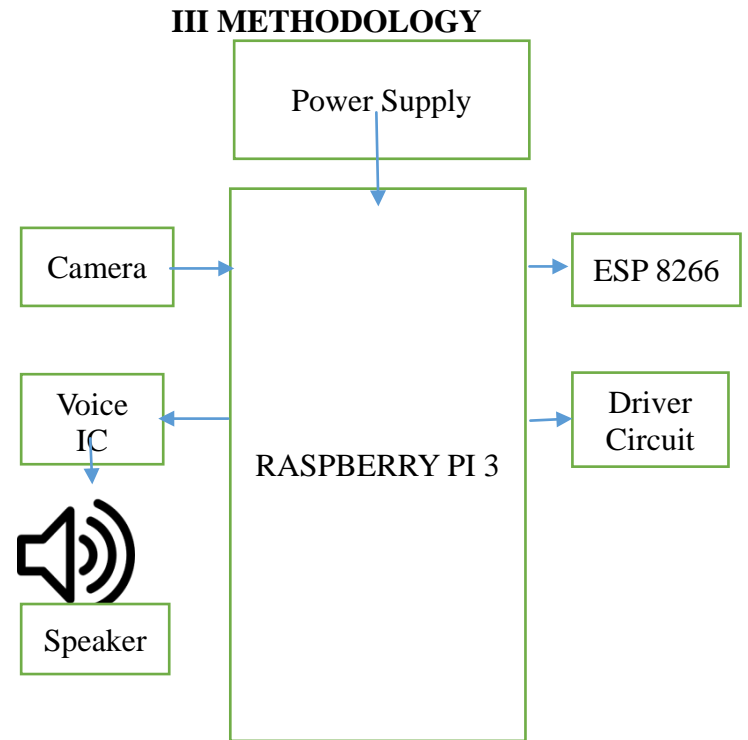 III METHODOLOGY
Power Supply
Camera
ESP 8266
Voice
IC
Driver
Circuit
RASPBERRY PI 3
Speaker